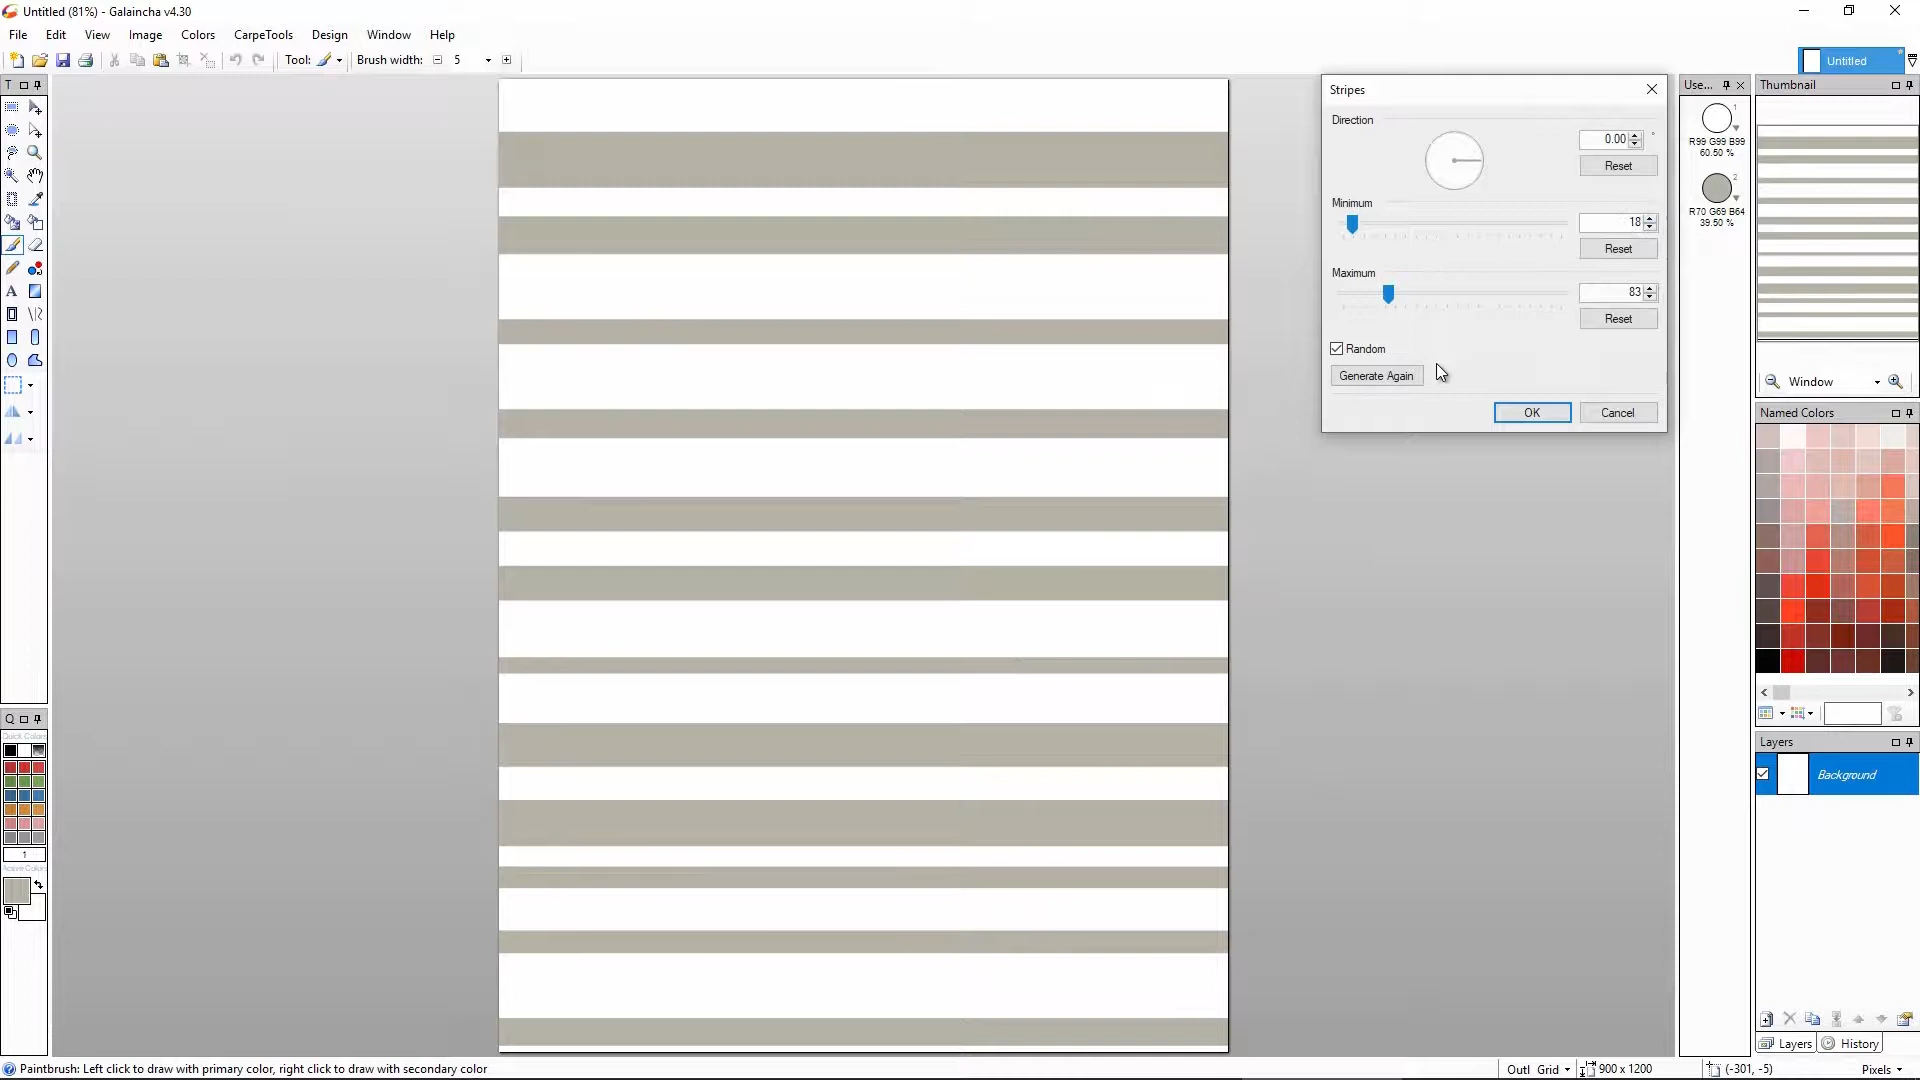 Untitled (81%) - Galaincha v4.30
File Edit View Image Colors CarpeTools Design Window Help
Tool: Brush width: 5
Untitled
T
Use...
Thumbnail
Stripes
Direction
0.00 °
Reset
Minimum
18
Reset
Maximum
83
Reset
Random
Generate Again
OK Cancel
1
R99 G99 B99
60.50 %
2
R70 G69 B64
39.50 %
Window
Named Colors
A
Q
Quick Colors
1
Active Colors
Layers
Background
Layers History
Paintbrush: Left click to draw with primary color, right click to draw with secondary color
Outl Grid 900 x 1200 (-301, -5) Pixels